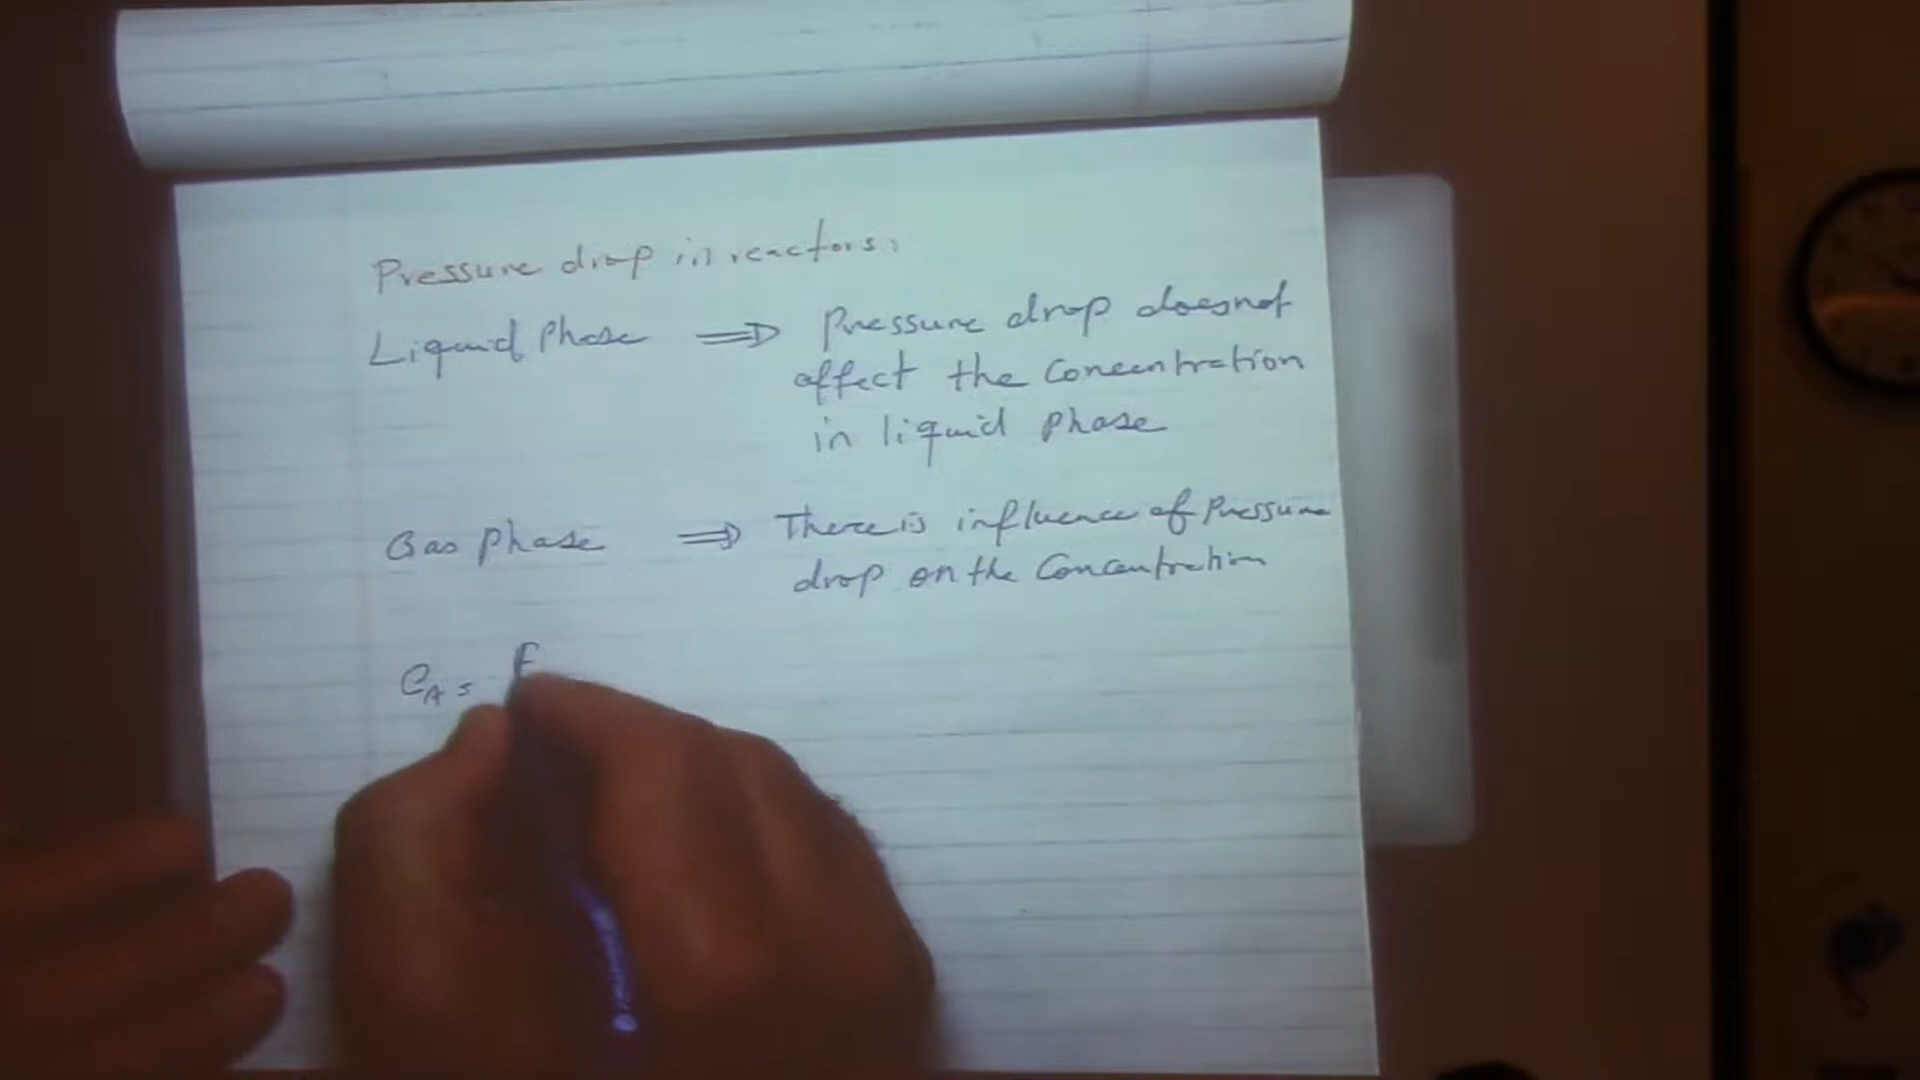 Pressure drop in reactors:
Liquid Phase ⇒ Pressure drop doesnot
affect the Concentration
in liquid phase
Gas phase ⇒ There is influence of Pressure
drop on the Concentration
C_A = F